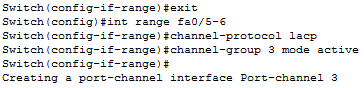 Switch(config-if-range)#exit
Switch(config)#int range fa0/5-6
Switch(config-if-range)#channel-protocol lacp
Switch(config-if-range)#channel-group 3 mode active
Switch(config-if-range)#
Creating a port-channel interface Port-channel 3